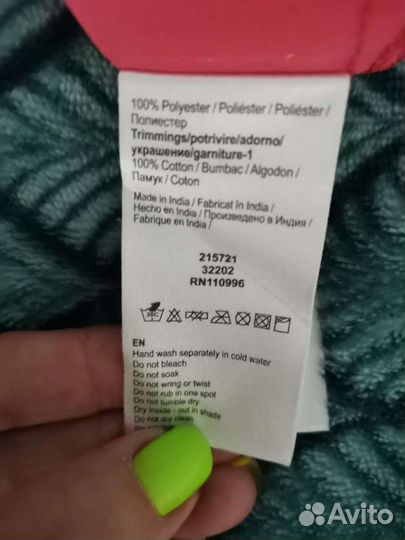 100% Polyester / Poliéster / Poliéster /
Полиестер
Trimmings/potrivire/adorno/
украшение/garniture-1
100% Cotton / Bumbac / Algodon /
Памук / Coton
Made in India / Fabricat în India /
Hecho en India / Произведено в Индия /
Fabrique en India /
215721
32202
RN110996
30C
EN
Hand wash separately in cold water
Do not bleach
Do not soak
Do not wring or twist
Do not rub in one spot
Do not tumble dry
Dry inside - out in shade
Do not dry clean
Avito